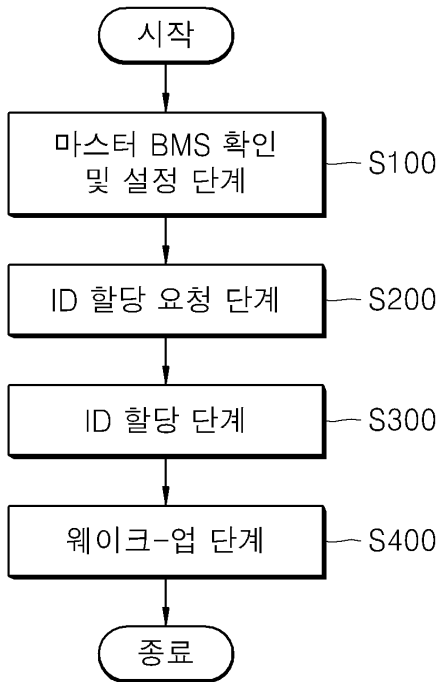 시작
마스터 BMS 확인
및 설정 단계
S100
ID 할당 요청 단계
S200
ID 할당 단계
S300
웨이크-업 단계
S400
종료